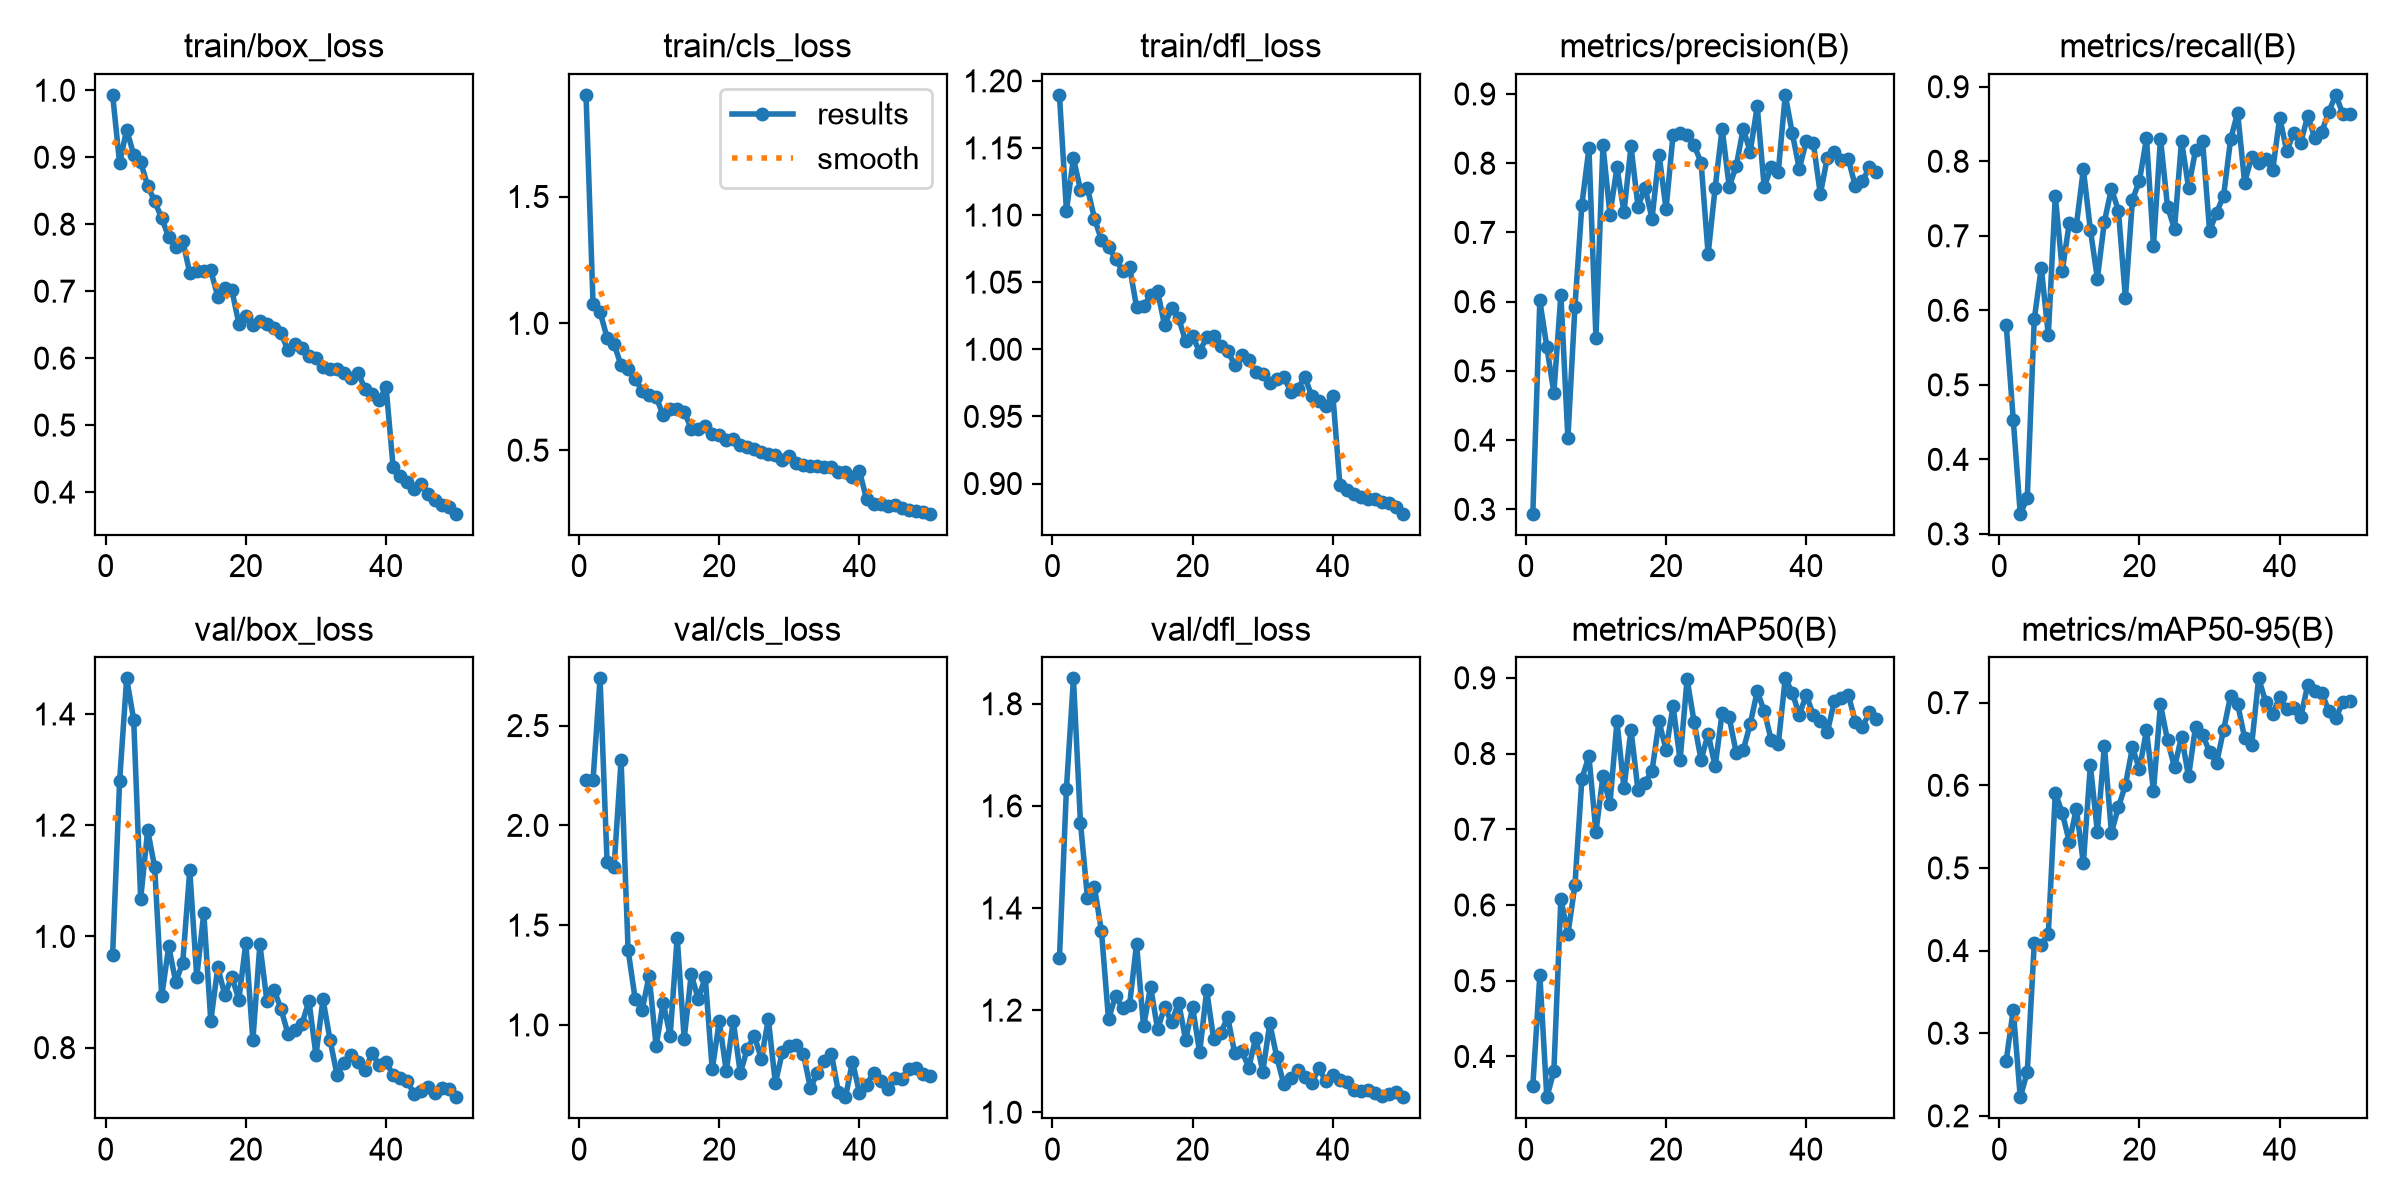 train/box_loss
1.0
0.9
0.8
0.7
0.6
0.5
0.4
0 20 40
train/cls_loss
results
smooth
1.5
1.0
0.5
0 20 40
train/dfl_loss
1.20
1.15
1.10
1.05
1.00
0.95
0.90
0 20 40
metrics/precision(B)
0.9
0.8
0.7
0.6
0.5
0.4
0.3
0 20 40
metrics/recall(B)
0.9
0.8
0.7
0.6
0.5
0.4
0.3
0 20 40
val/box_loss
1.4
1.2
1.0
0.8
0 20 40
val/cls_loss
2.5
2.0
1.5
1.0
0 20 40
val/dfl_loss
1.8
1.6
1.4
1.2
1.0
0 20 40
metrics/mAP50(B)
0.9
0.8
0.7
0.6
0.5
0.4
0 20 40
metrics/mAP50-95(B)
0.7
0.6
0.5
0.4
0.3
0.2
0 20 40